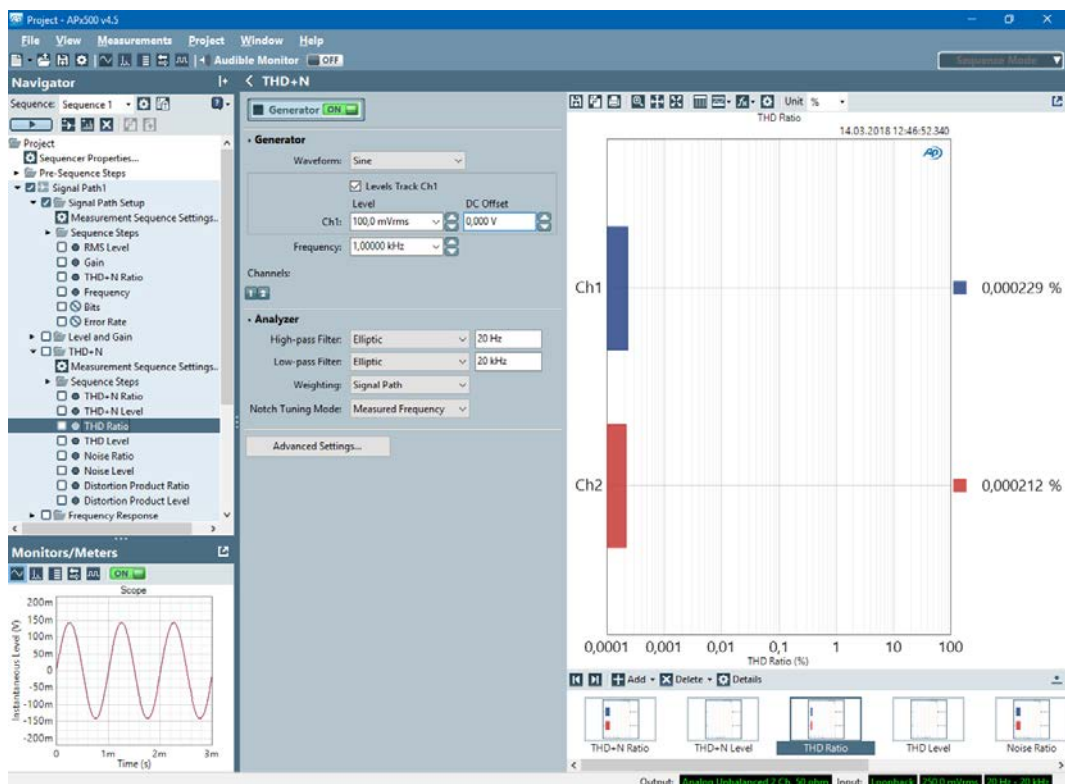 Project - APx500 v4.5
File View Measurements Project Window Help
Audible Monitor OFF
Sequence Mode
Navigator
Sequence: Sequence 1
Project
Sequencer Properties...
Pre-Sequence Steps
Signal Path1
Signal Path Setup
Measurement Sequence Settings...
Sequence Steps
RMS Level
Gain
THD+N Ratio
Frequency
Bits
Error Rate
Level and Gain
THD+N
Measurement Sequence Settings...
Sequence Steps
THD+N Ratio
THD+N Level
THD Ratio
THD Level
Noise Ratio
Noise Level
Distortion Product Ratio
Distortion Product Level
Frequency Response
Monitors/Meters
ON
Scope
Instantaneous Level (V)
200m
150m
100m
50m
0
-50m
-100m
-150m
-200m
0 1m 2m 3m
Time (s)
THD+N
Generator ON
Generator
Waveform: Sine
Levels Track Ch1
Level DC Offset
Ch1: 100,0 mVrms 0,000 V
Frequency: 1,00000 kHz
Channels:
1 2
Analyzer
High-pass Filter: Elliptic 20 Hz
Low-pass Filter: Elliptic 20 kHz
Weighting: Signal Path
Notch Tuning Mode: Measured Frequency
Advanced Settings...
Unit %
THD Ratio
14.03.2018 12:46:52.340
AP
Ch1 0,000229 %
Ch2 0,000212 %
0,0001 0,001 0,01 0,1 1 10 100
THD Ratio (%)
Add Delete Details
THD+N Ratio THD+N Level THD Ratio THD Level Noise Ratio
Output: Analog Unbalanced 2 Ch, 50 ohm Input: Loopback 250,0 mVrms 20 Hz - 20 kHz